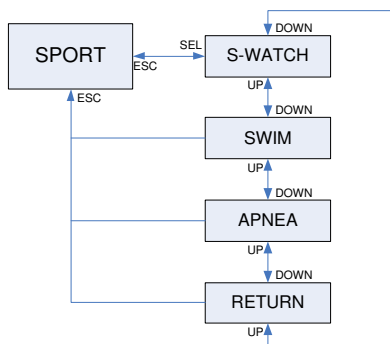 DOWN
SPORT
SEL
ESC
S-WATCH
ESC
UP
DOWN
SWIM
UP
DOWN
APNEA
UP
DOWN
RETURN
UP